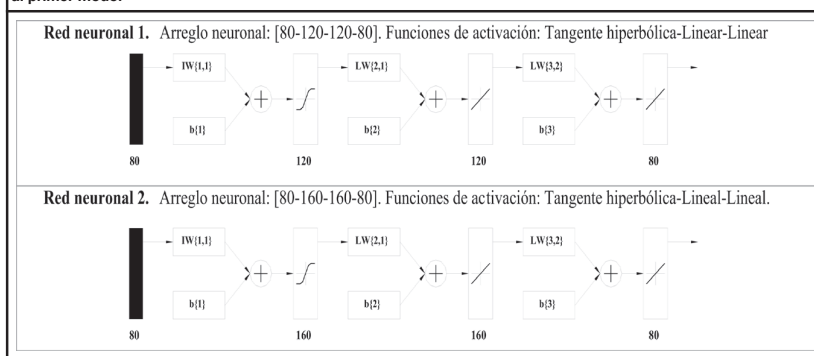 al primer model
Red neuronal 1. Arreglo neuronal: [80-120-120-80]. Funciones de activación: Tangente hiperbólica-Linear-Linear
IW{1,1} LW{2,1} LW{3,2}
b{1} b{2} b{3}
80 120 120 80
Red neuronal 2. Arreglo neuronal: [80-160-160-80]. Funciones de activación: Tangente hiperbólica-Lineal-Lineal.
IW{1,1} LW{2,1} LW{3,2}
b{1} b{2} b{3}
80 160 160 80